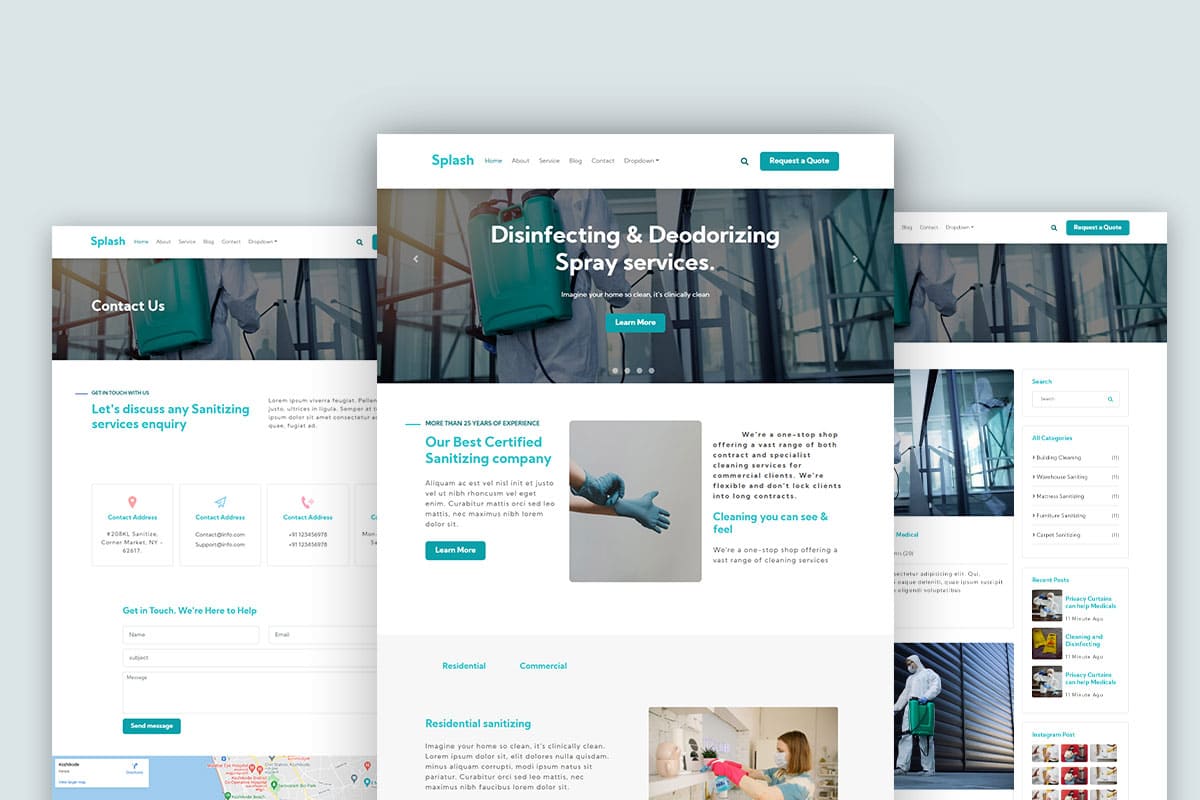 Splash
Home About Service Blog Contact Dropdown
Request a Quote
Disinfecting & Deodorizing
Spray services.
Imagine your home so clean, it's clinically clean
Learn More
MORE THAN 25 YEARS OF EXPERIENCE
Our Best Certified
Sanitizing company
Aliquam ac est vel nisl init et justo
vel ut nibh rhoncusm vel eget
enim. Curabitur mattis orci sed leo
mattis, nec maximus nibh lorem
dolor sit.
Learn More
We're a one-stop shop
offering a vast range of both
contract and specialist
cleaning services for
commercial clients. We're
flexible and don't lock clients
into long contracts.
Cleaning you can see &
feel
We're a one-stop shop offering a
vast range of cleaning services
Residential Commercial
Residential sanitizing
Imagine your home so clean, it's clinically clean.
Lorem ipsum dolor sit, elit dolores nulla quidem.
minus aliquam corrupti, modi ipsum natus sit
pariatur. Curabitur mattis orci sed leo mattis, nec
maximus nibh faucibus lorem dolor sit.
Splash
Home About Service Blog Contact Dropdown
Contact Us
GET IN TOUCH WITH US
Let's discuss any Sanitizing
services enquiry
Lorem ipsum viverra feugiat. Pellen
justo, ultrices in ligula. Semper at t
ipsum dolor sit amet consectetur a
quae, fugiat ad.
Contact Address
#208KL Sanitize,
Corner Market, NY -
62617.
Contact Address
Contact@info.com
Support@info.com
Contact Address
+91 123456978
+91 123456978
Get in Touch. We're Here to Help
Name
Email
subject
Message
Send message
Kozhikode
Kerala
Directions
View larger map
Blog Contact Dropdown
Request a Quote
Medical
Search
Search
All Catogories
Building Cleaning (11)
Warehouse Saniting (11)
Matress Sanitizing (11)
Furniture Sanitizing (11)
Carpet Sanitizing (11)
Recent Posts
Privacy Curtains
can help Medicals
11 Minute Ago
Cleaning and
Disinfecting
11 Minute Ago
Privacy Curtains
can help Medicals
11 Minute Ago
Instagram Post